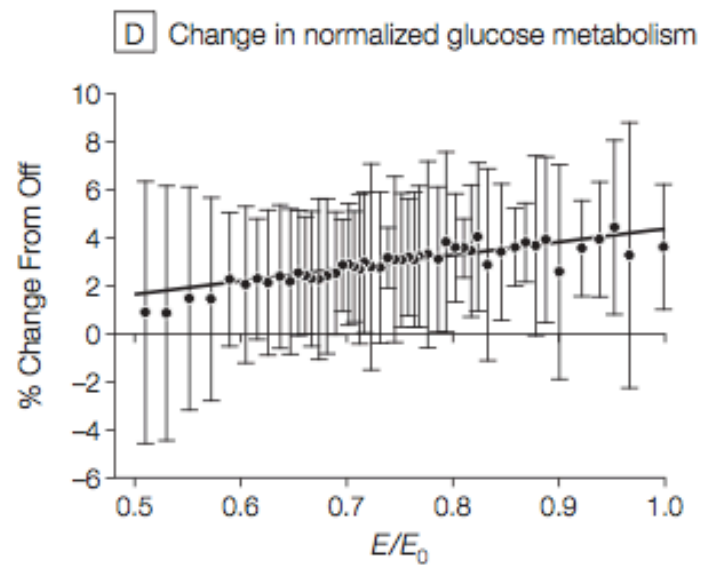 D Change in normalized glucose metabolism
% Change From Off
10
8
6
4
2
0
−2
−4
−6
0.5 0.6 0.7 0.8 0.9 1.0
E/E₀